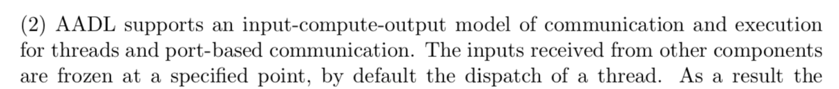 (2) AADL supports an input-compute-output model of communication and execution
for threads and port-based communication. The inputs received from other components
are frozen at a specified point, by default the dispatch of a thread. As a result the